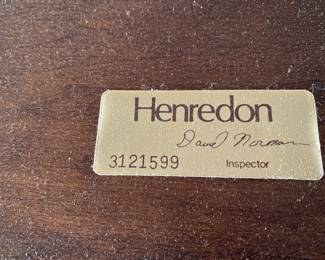 Henredon
David Norman
3121599 Inspector